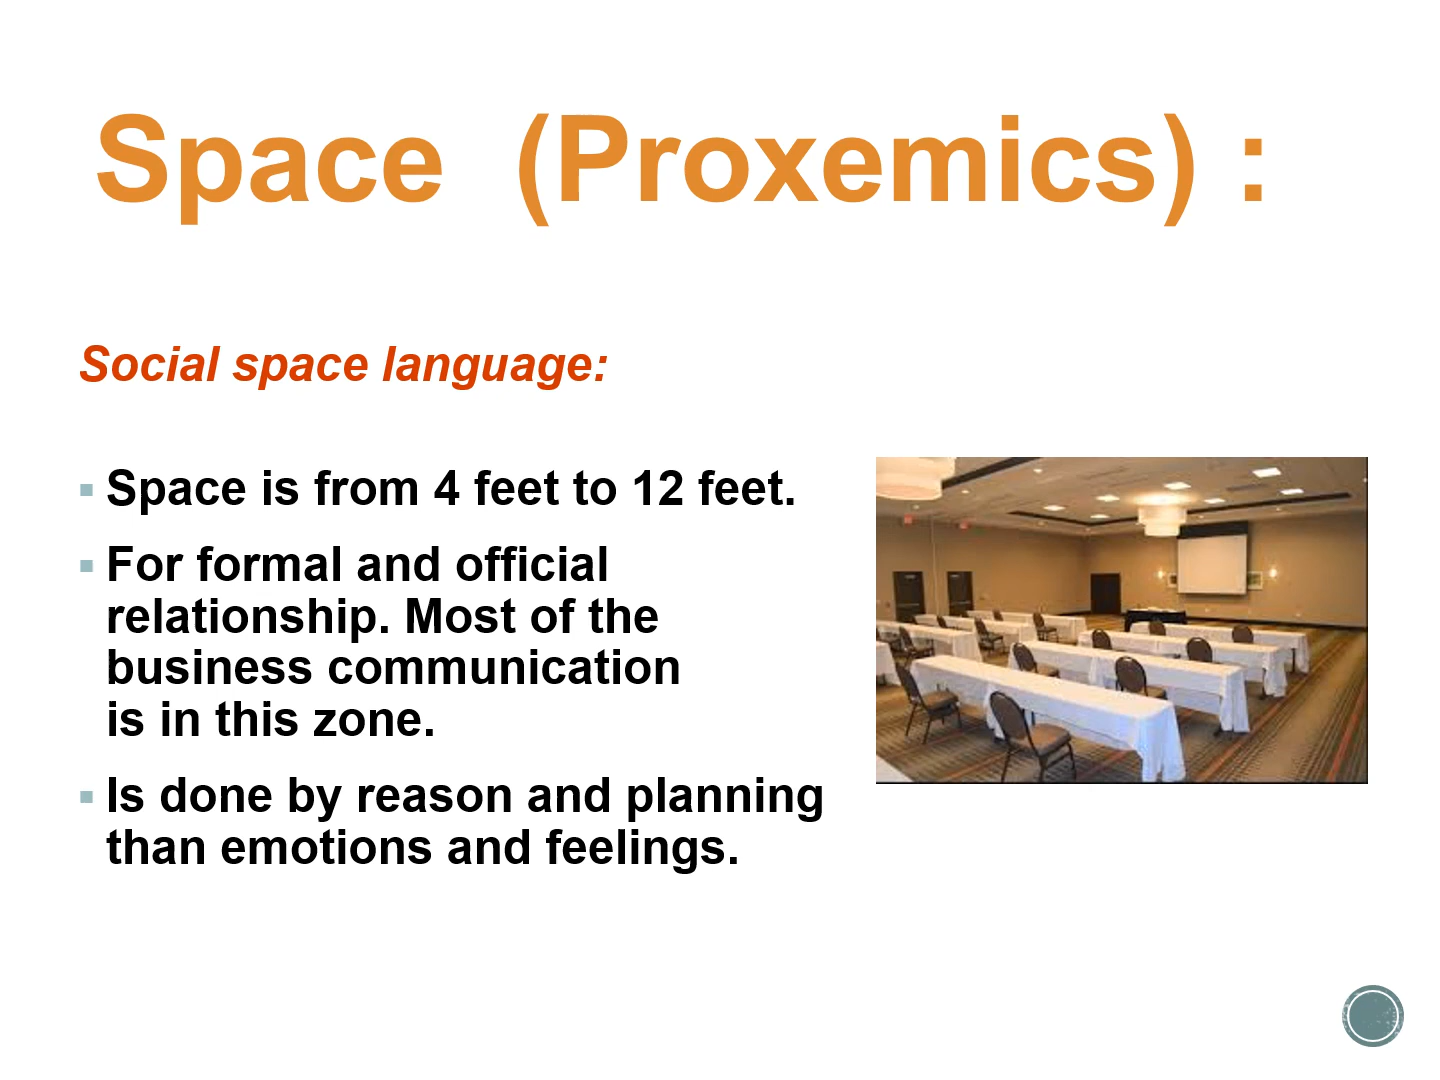 Space  (Proxemics) :
Social space language:
▪ Space is from 4 feet to 12 feet.
▪ For formal and official
relationship. Most of the
business communication
is in this zone.
▪ Is done by reason and planning
than emotions and feelings.